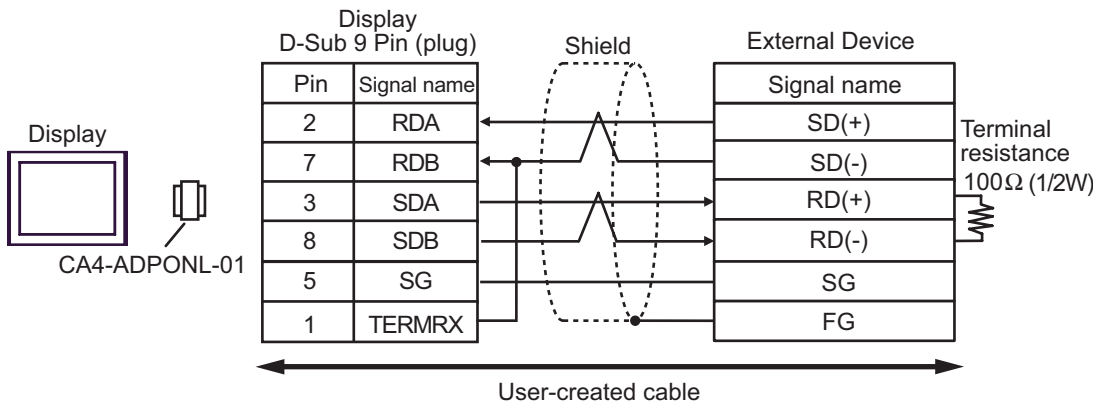 Display
D-Sub 9 Pin (plug)
Shield
External Device
Pin Signal name
Signal name
2 RDA
SD(+)
7 RDB
SD(-)
3 SDA
RD(+)
8 SDB
RD(-)
5 SG
SG
1 TERMRX
FG
Display
CA4-ADPONL-01
Terminal
resistance
100Ω (1/2W)
User-created cable